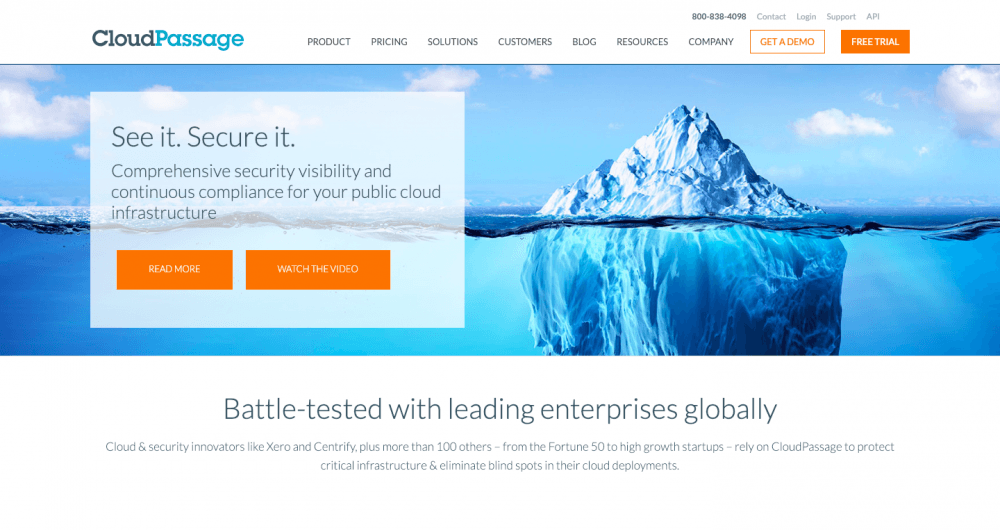 800-838-4098 Contact Login Support API
CloudPassage
PRODUCT PRICING SOLUTIONS CUSTOMERS BLOG RESOURCES COMPANY GET A DEMO FREE TRIAL
See it. Secure it.
Comprehensive security visibility and
continuous compliance for your public cloud
infrastructure
READ MORE WATCH THE VIDEO
Battle-tested with leading enterprises globally
Cloud & security innovators like Xero and Centrify, plus more than 100 others – from the Fortune 50 to high growth startups – rely on CloudPassage to protect
critical infrastructure & eliminate blind spots in their cloud deployments.